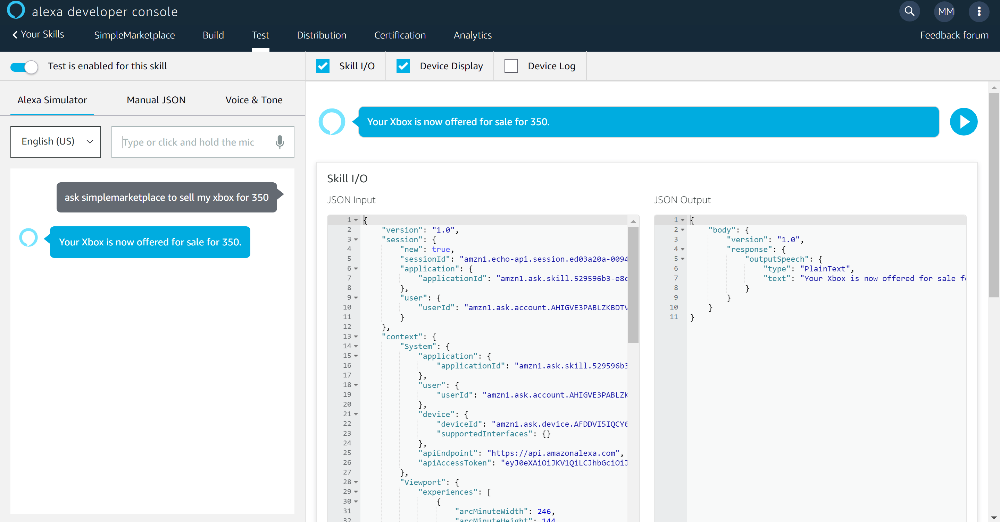 alexa developer console
MM
Your Skills
SimpleMarketplace
Build
Test
Distribution
Certification
Analytics
Feedback forum
Test is enabled for this skill
Skill I/O
Device Display
Device Log
Alexa Simulator
Manual JSON
Voice & Tone
English (US)
Type or click and hold the mic
ask simplemarketplace to sell my xbox for 350
Your Xbox is now offered for sale for 350.
Your Xbox is now offered for sale for 350.
Skill I/O
JSON Input
1 {
2 "version": "1.0",
3 "session": {
4 "new": true,
5 "sessionId": "amzn1.echo-api.session.ed03a20a-0094
6 "application": {
7 "applicationId": "amzn1.ask.skill.529596b3-e8c
8 },
9 "user": {
10 "userId": "amzn1.ask.account.AHIGVE3PABLZKBDTV
11 }
12 },
13 "context": {
14 "System": {
15 "application": {
16 "applicationId": "amzn1.ask.skill.529596b3
17 },
18 "user": {
19 "userId": "amzn1.ask.account.AHIGVE3PABLZK
20 },
21 "device": {
22 "deviceId": "amzn1.ask.device.AFDDVI5IQCY6
23 "supportedInterfaces": {}
24 },
25 "apiEndpoint": "https://api.amazonalexa.com",
26 "apiAccessToken": "eyJ0eXAiOiJKV1QiLCJhbGciOiJ
27 },
28 "Viewport": {
29 "experiences": [
30 {
31 "arcMinuteWidth": 246,
32 "arcMinuteHeight": 144
JSON Output
1 {
2 "body": {
3 "version": "1.0",
4 "response": {
5 "outputSpeech": {
6 "type": "PlainText",
7 "text": "Your Xbox is now offered for sale fo
8 }
9 }
10 }
11 }